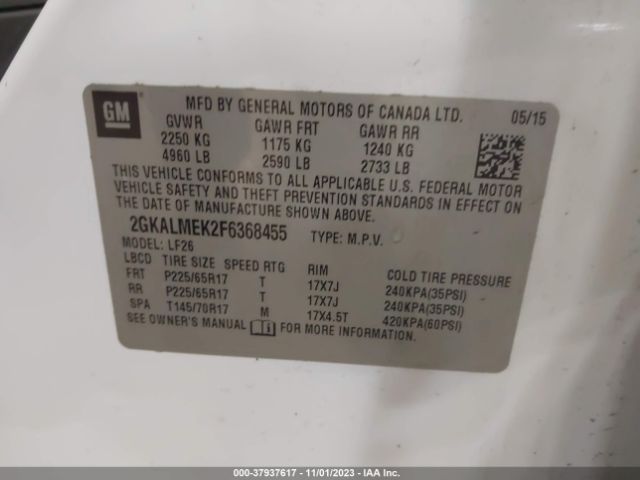 GM
MFD BY GENERAL MOTORS OF CANADA LTD. 05/15
GVWR GAWR FRT GAWR RR
2250 KG 1175 KG 1240 KG
4960 LB 2590 LB 2733 LB
THIS VEHICLE CONFORMS TO ALL APPLICABLE U.S. FEDERAL MOTOR
VEHICLE SAFETY AND THEFT PREVENTION STANDARDS IN EFFECT ON
THE DATE OF MANUFACTURE SHOWN ABOVE.
2GKALMEK2F6368455 TYPE: M.P.V.
MODEL: LF26
LBCD TIRE SIZE SPEED RTG RIM COLD TIRE PRESSURE
FRT P225/65R17 T 17X7J 240KPA(35PSI)
RR P225/65R17 T 17X7J 240KPA(35PSI)
SPA T145/70R17 M 17X4.5T 420KPA(60PSI)
SEE OWNER'S MANUAL FOR MORE INFORMATION.
000-37937617 - 11/01/2023 - IAA Inc.